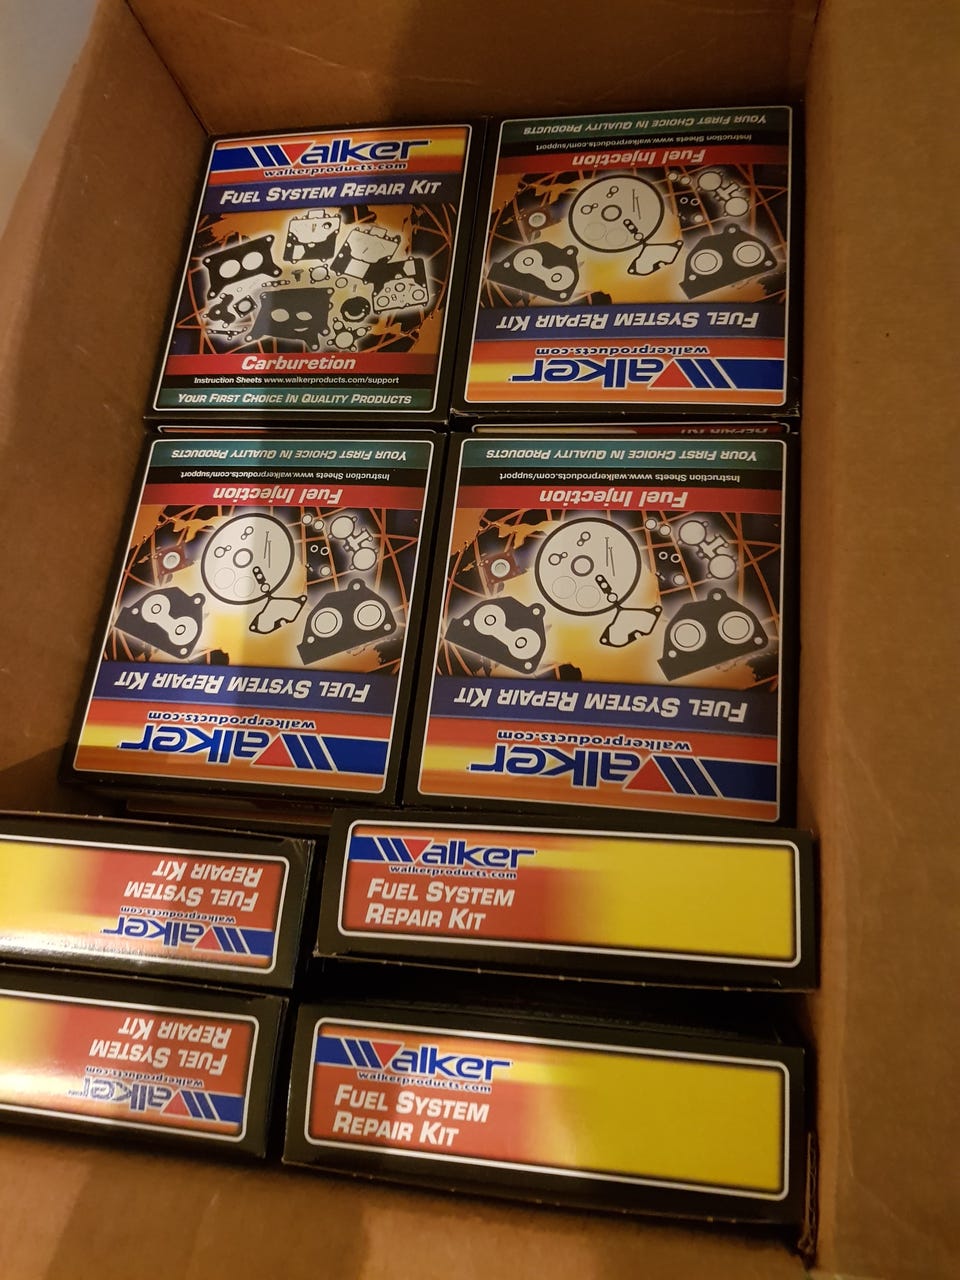 Walker
walkerproducts.com
FUEL SYSTEM REPAIR KIT
Carburetion
Instruction Sheets www.walkerproducts.com/support
YOUR FIRST CHOICE IN QUALITY PRODUCTS
Walker
walkerproducts.com
FUEL SYSTEM REPAIR KIT
Fuel Injection
Instruction Sheets www.walkerproducts.com/support
YOUR FIRST CHOICE IN QUALITY PRODUCTS
REPAIR KIT
Walker
walkerproducts.com
FUEL SYSTEM REPAIR KIT
Fuel Injection
Instruction Sheets www.walkerproducts.com/support
YOUR FIRST CHOICE IN QUALITY PRODUCTS
Walker
walkerproducts.com
FUEL SYSTEM REPAIR KIT
Fuel Injection
Instruction Sheets www.walkerproducts.com/support
YOUR FIRST CHOICE IN QUALITY PRODUCTS
Walker
walkerproducts.com
FUEL SYSTEM
REPAIR KIT
Walker
walkerproducts.com
FUEL SYSTEM
REPAIR KIT
Walker
walkerproducts.com
FUEL SYSTEM
REPAIR KIT
Walker
walkerproducts.com
FUEL SYSTEM
REPAIR KIT